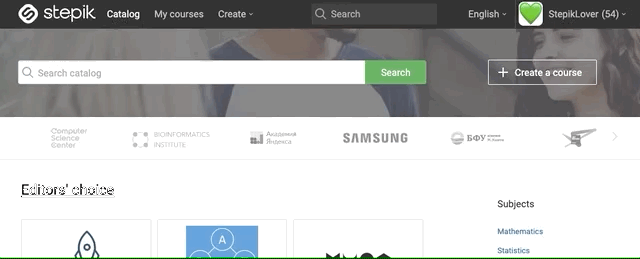 stepik Catalog My courses Create Search English StepikLover (54)
Search catalog Search + Create a course
Computer
Science
Center
BIOINFORMATICS
INSTITUTE
Академия
Яндекса
SAMSUNG
БФУ
Editors' choice
Subjects
Mathematics
Statistics
A